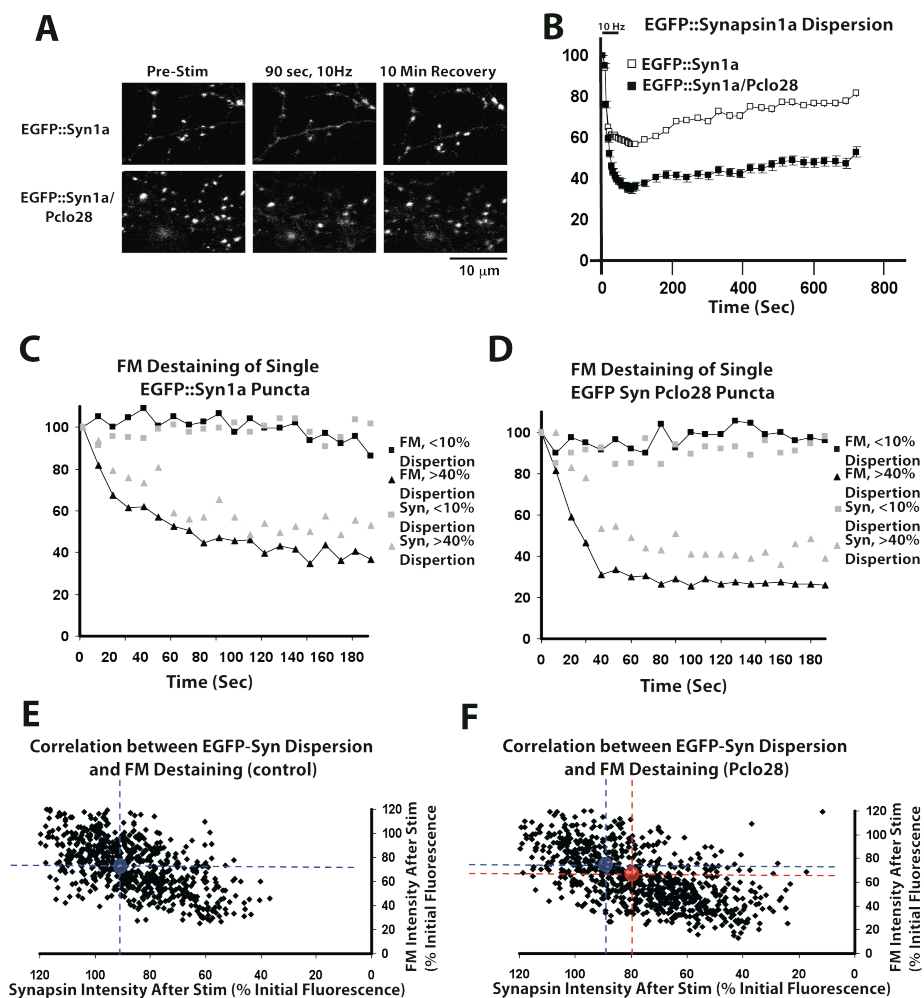 A
Pre-Stim
90 sec, 10Hz
10 Min Recovery
EGFP::Syn1a
EGFP::Syn1a/
Pclo28
10 μm
B
EGFP::Synapsin1a Dispersion
10 Hz
EGFP::Syn1a
EGFP::Syn1a/Pclo28
100
80
60
40
20
0
0 200 400 600 800
Time (Sec)
C
FM Destaining of Single
EGFP::Syn1a Puncta
100
80
60
40
20
0
0 20 40 60 80 100 120 140 160 180
Time (Sec)
FM, <10%
Dispertion
FM, >40%
Dispertion
Syn, <10%
Dispertion
Syn, >40%
Dispertion
D
FM Destaining of Single
EGFP Syn Pclo28 Puncta
100
80
60
40
20
0
0 20 40 60 80 100 120 140 160 180
Time (Sec)
FM, <10%
Dispertion
FM, >40%
Dispertion
Syn, <10%
Dispertion
Syn, >40%
Dispertion
E
Correlation between EGFP-Syn Dispersion
and FM Destaining (control)
120
100
80
60
40
20
0
FM Intensity After Stim
(% Initial Fluorescence)
120 100 80 60 40 20 0
Synapsin Intensity After Stim (% Initial Fluorescence)
F
Correlation between EGFP-Syn Dispersion
and FM Destaining (Pclo28)
120
100
80
60
40
20
0
FM Intensity After Stim
(% Initial Fluorescence)
120 100 80 60 40 20 0
Synapsin Intensity After Stim (% Initial Fluorescence)